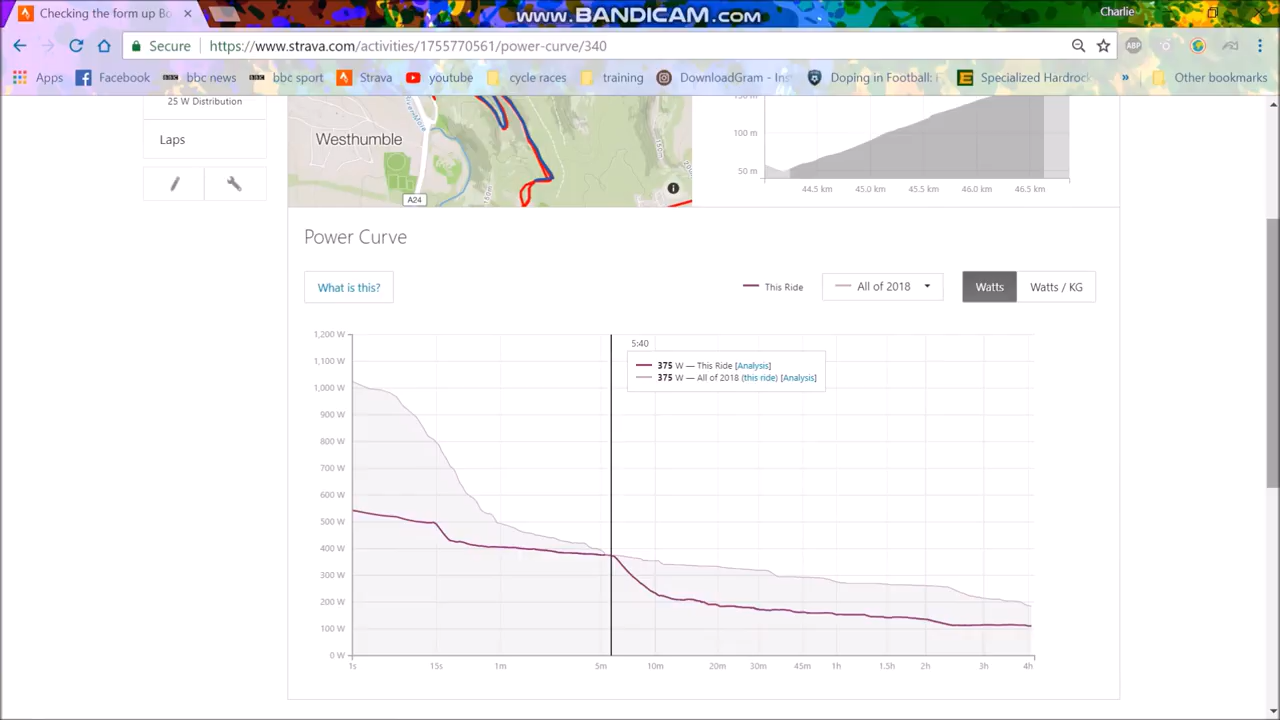 Checking the form up Bo
www.BANDICAM.com
Charlie
Secure
https://www.strava.com/activities/1755770561/power-curve/340
ABP
Apps
Facebook
bbc news
bbc sport
Strava
youtube
cycle races
training
DownloadGram - Ins
Doping in Football: F
Specialized Hardrock
Other bookmarks
25 W Distribution
Laps
Westhumble
A24
150 m
100 m
50 m
44.5 km
45.0 km
45.5 km
46.0 km
46.5 km
Power Curve
What is this?
This Ride
All of 2018
Watts
Watts / KG
5:40
375 W — This Ride [Analysis]
375 W — All of 2018 (this ride) [Analysis]
1,200 W
1,100 W
1,000 W
900 W
800 W
700 W
600 W
500 W
400 W
300 W
200 W
100 W
0 W
1s
15s
1m
5m
10m
20m
30m
45m
1h
1.5h
2h
3h
4h